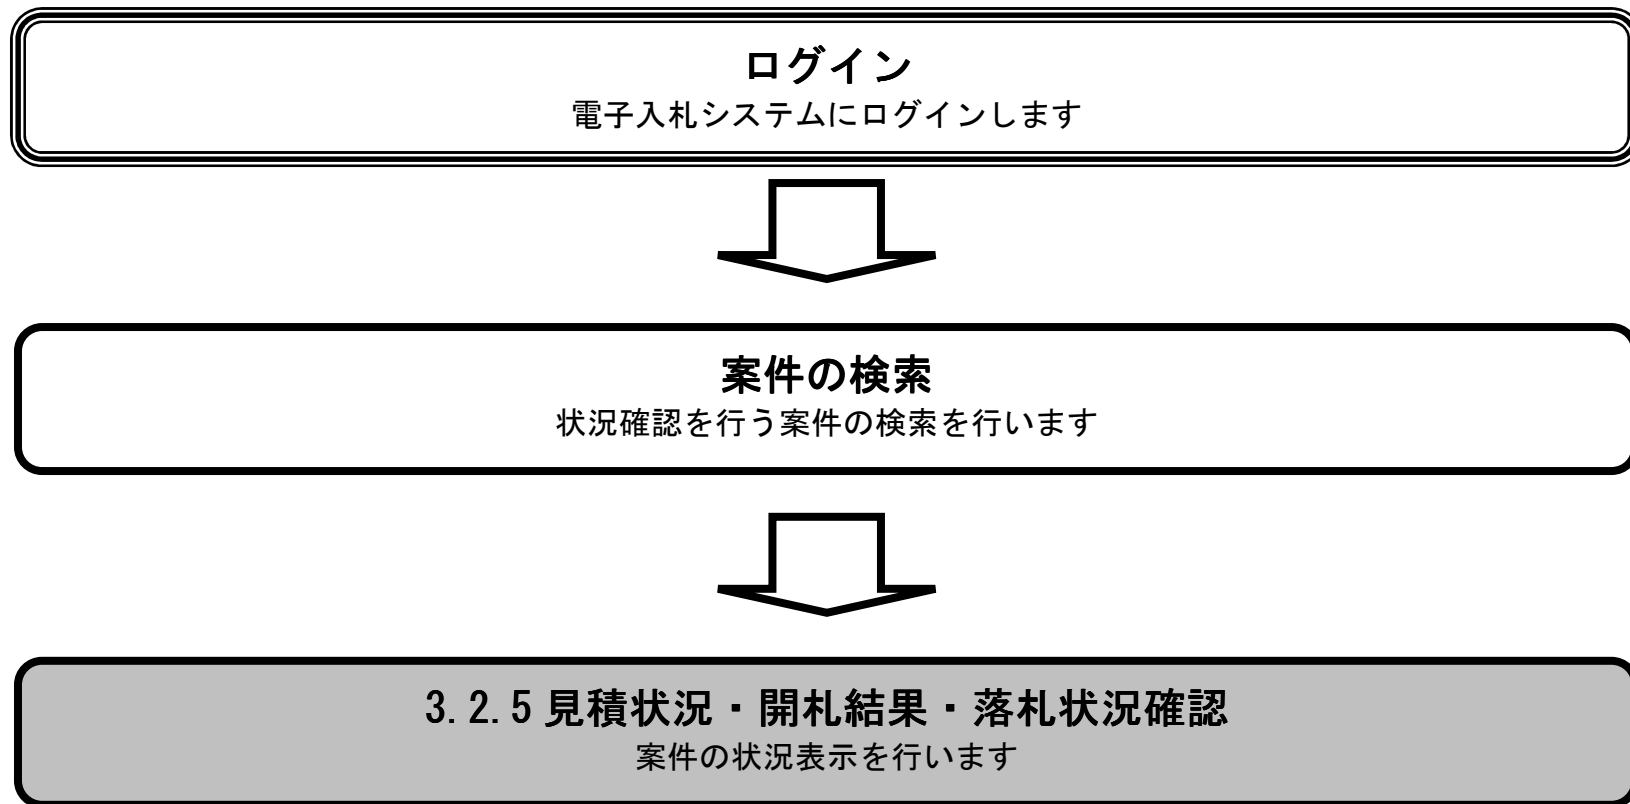 ログイン
電子入札システムにログインします
案件の検索
状況確認を行う案件の検索を行います
3.2.5 見積状況・開札結果・落札状況確認
案件の状況表示を行います